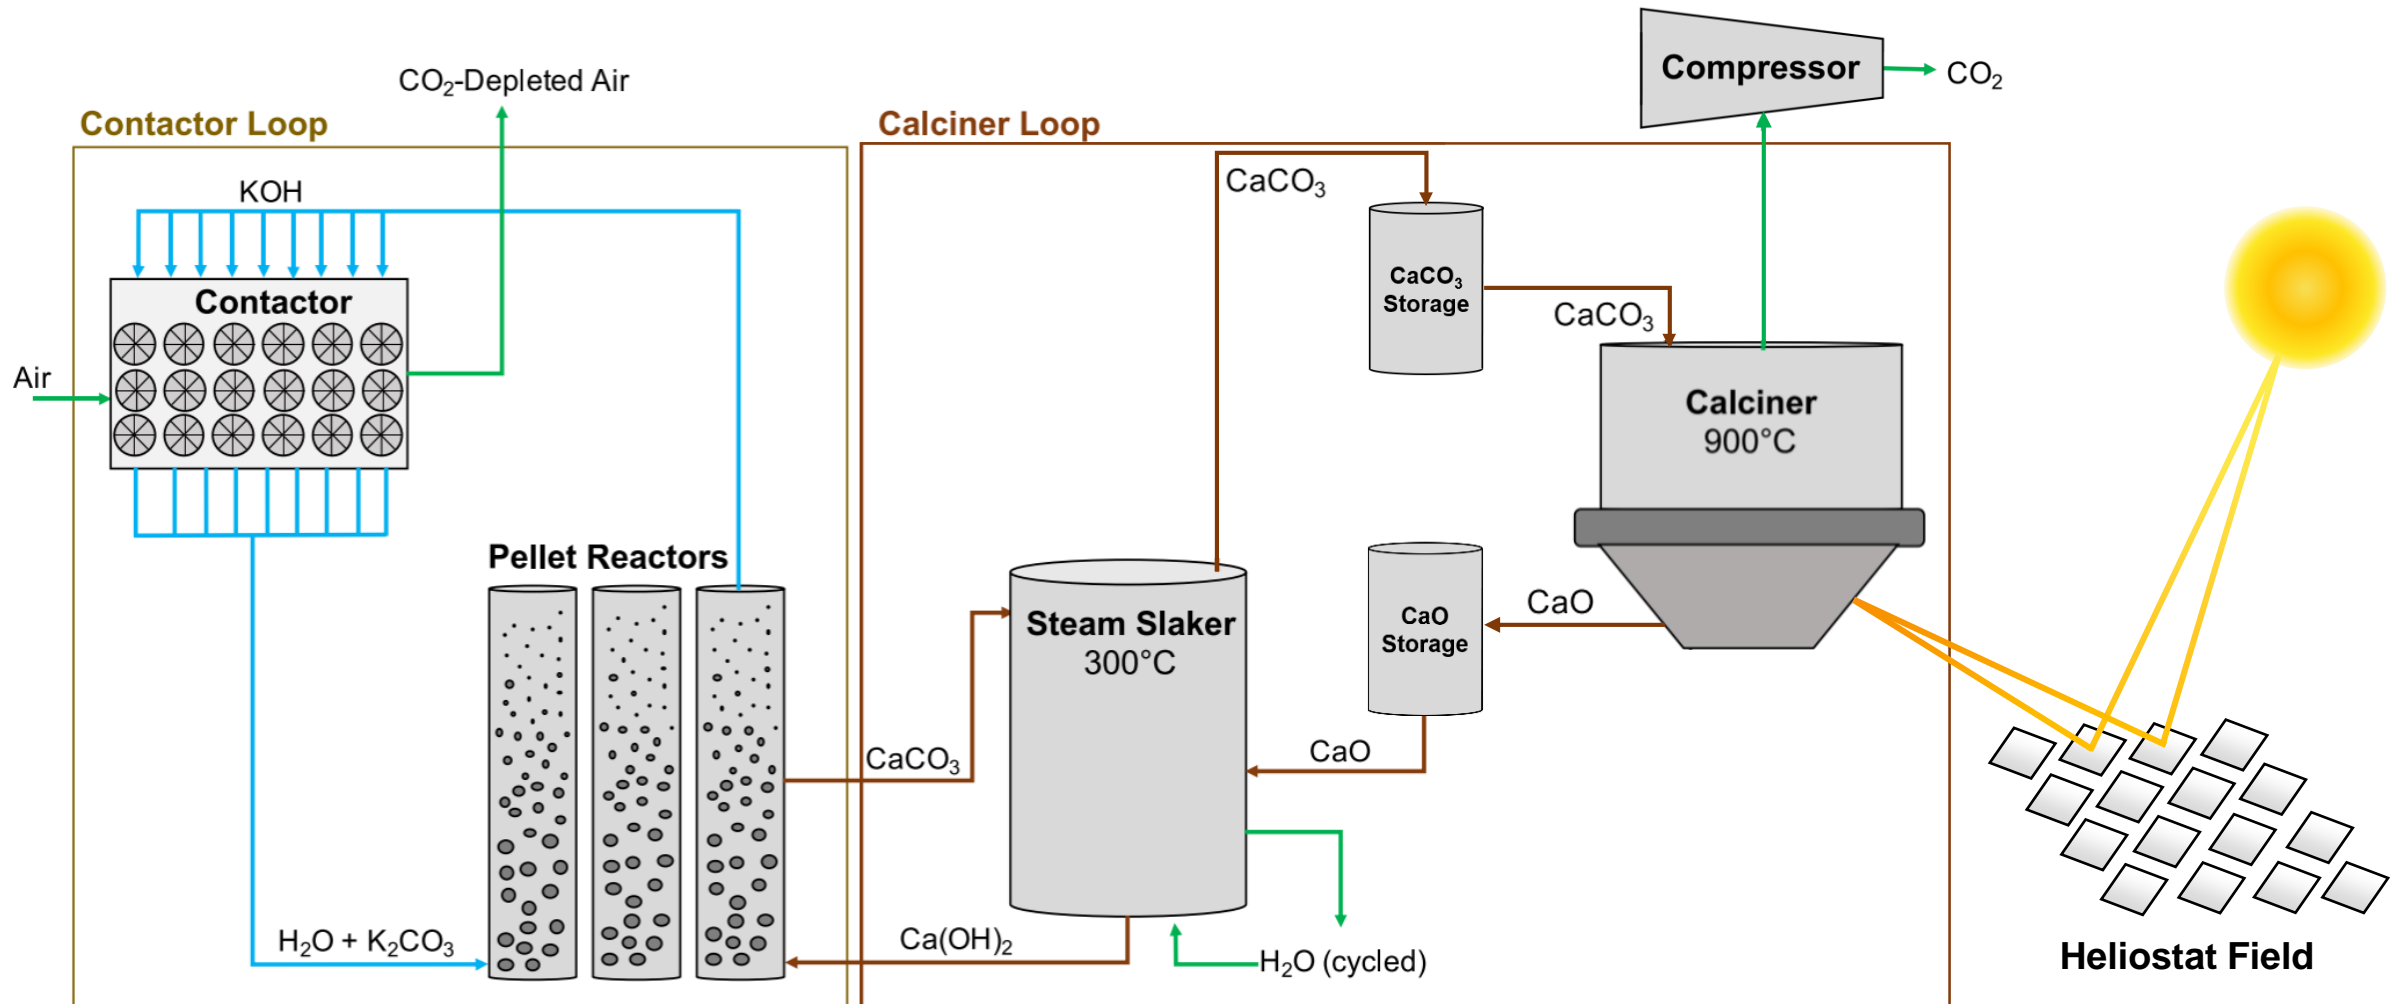 Compressor
CO₂
CO₂-Depleted Air
Contactor Loop
Calciner Loop
KOH
CaCO₃
Contactor
CaCO₃
Storage
CaCO₃
Air
Calciner
900°C
Pellet Reactors
Steam Slaker
300°C
CaO
Storage
CaO
CaCO₃
CaO
H₂O + K₂CO₃
Ca(OH)₂
H₂O (cycled)
Heliostat Field